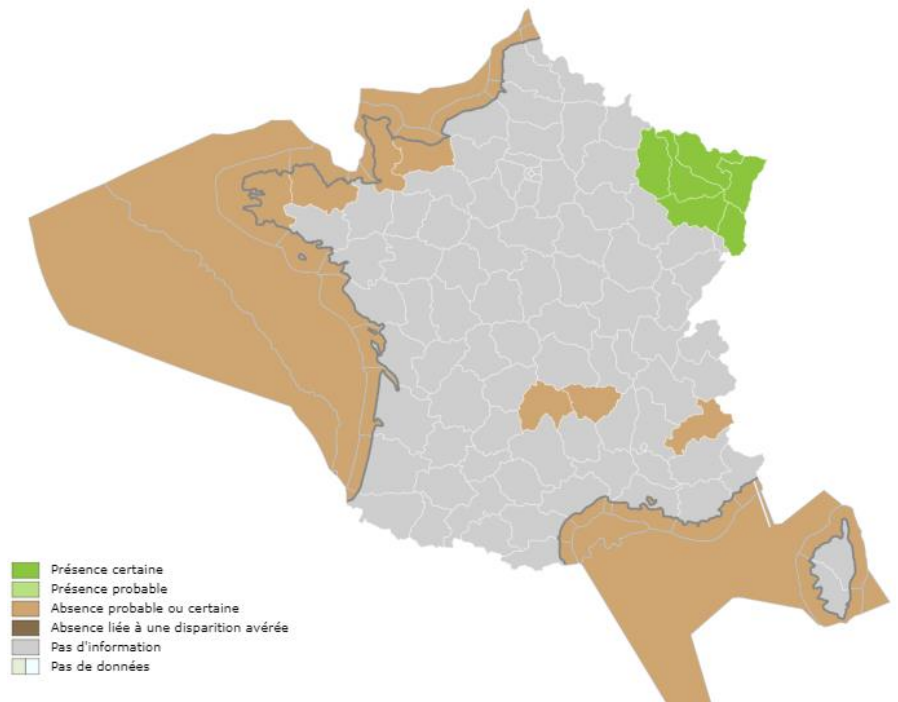 Présence certaine
Présence probable
Absence probable ou certaine
Absence liée à une disparition avérée
Pas d'information
Pas de données